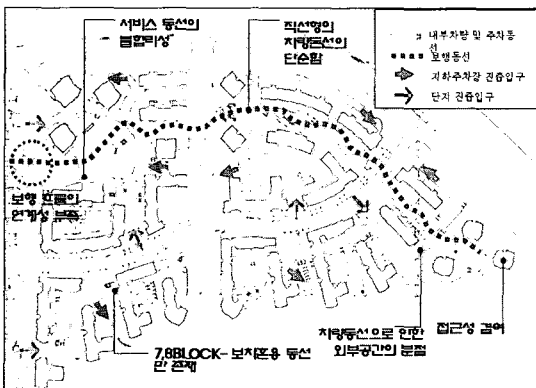 서비스 동선의
불합리성
직선형의
차량동선의
단순함
내부차량 및 주차동
선
보행동선
지하주차장 진출입구
단지 진출입구
보행 흐름의
연계성 부족
7,8BLOCK- 보차혼용 동선
만 존재
차량동선으로 인한
외부공간의 분절
접근성 결여